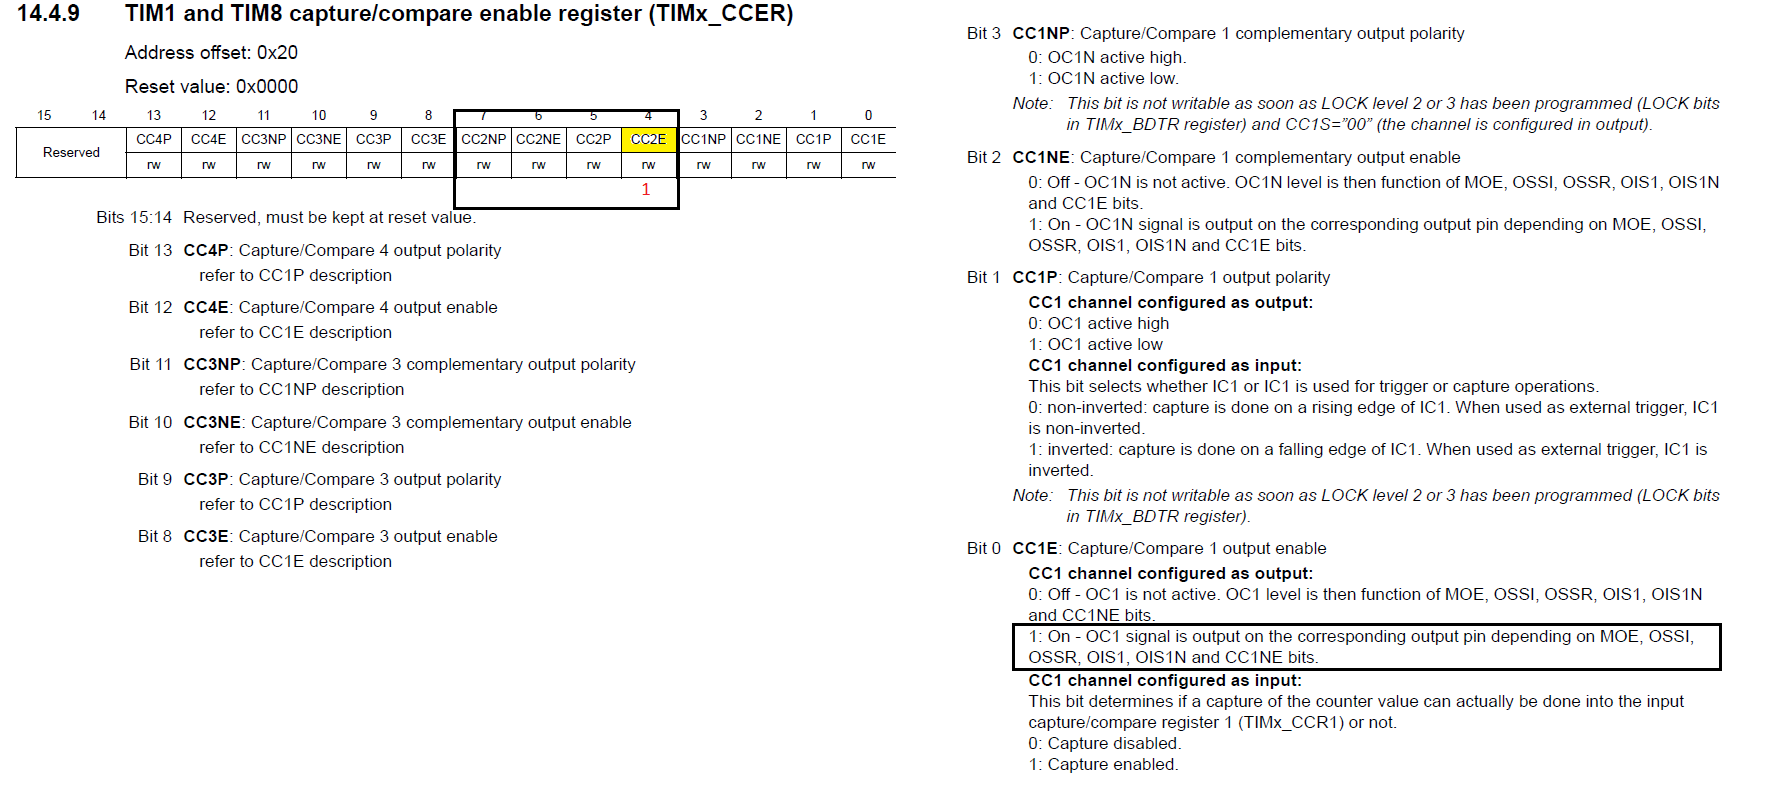 14.4.9 TIM1 and TIM8 capture/compare enable register (TIMx_CCER)
Address offset: 0x20
Reset value: 0x0000
15 14 13 12 11 10 9 8 7 6 5 4 3 2 1 0
Reserved CC4P CC4E CC3NP CC3NE CC3P CC3E CC2NP CC2NE CC2P CC2E CC1NP CC1NE CC1P CC1E
rw rw rw rw rw rw rw rw rw rw rw rw rw rw
1
Bits 15:14 Reserved, must be kept at reset value.
Bit 13 CC4P: Capture/Compare 4 output polarity
refer to CC1P description
Bit 12 CC4E: Capture/Compare 4 output enable
refer to CC1E description
Bit 11 CC3NP: Capture/Compare 3 complementary output polarity
refer to CC1NP description
Bit 10 CC3NE: Capture/Compare 3 complementary output enable
refer to CC1NE description
Bit 9 CC3P: Capture/Compare 3 output polarity
refer to CC1P description
Bit 8 CC3E: Capture/Compare 3 output enable
refer to CC1E description
Bit 3 CC1NP: Capture/Compare 1 complementary output polarity
0: OC1N active high.
1: OC1N active low.
Note: This bit is not writable as soon as LOCK level 2 or 3 has been programmed (LOCK bits
in TIMx_BDTR register) and CC1S=”00” (the channel is configured in output).
Bit 2 CC1NE: Capture/Compare 1 complementary output enable
0: Off - OC1N is not active. OC1N level is then function of MOE, OSSI, OSSR, OIS1, OIS1N
and CC1E bits.
1: On - OC1N signal is output on the corresponding output pin depending on MOE, OSSI,
OSSR, OIS1, OIS1N and CC1E bits.
Bit 1 CC1P: Capture/Compare 1 output polarity
CC1 channel configured as output:
0: OC1 active high
1: OC1 active low
CC1 channel configured as input:
This bit selects whether IC1 or IC1 is used for trigger or capture operations.
0: non-inverted: capture is done on a rising edge of IC1. When used as external trigger, IC1
is non-inverted.
1: inverted: capture is done on a falling edge of IC1. When used as external trigger, IC1 is
inverted.
Note: This bit is not writable as soon as LOCK level 2 or 3 has been programmed (LOCK bits
in TIMx_BDTR register).
Bit 0 CC1E: Capture/Compare 1 output enable
CC1 channel configured as output:
0: Off - OC1 is not active. OC1 level is then function of MOE, OSSI, OSSR, OIS1, OIS1N
and CC1NE bits.
1: On - OC1 signal is output on the corresponding output pin depending on MOE, OSSI,
OSSR, OIS1, OIS1N and CC1NE bits.
CC1 channel configured as input:
This bit determines if a capture of the counter value can actually be done into the input
capture/compare register 1 (TIMx_CCR1) or not.
0: Capture disabled.
1: Capture enabled.